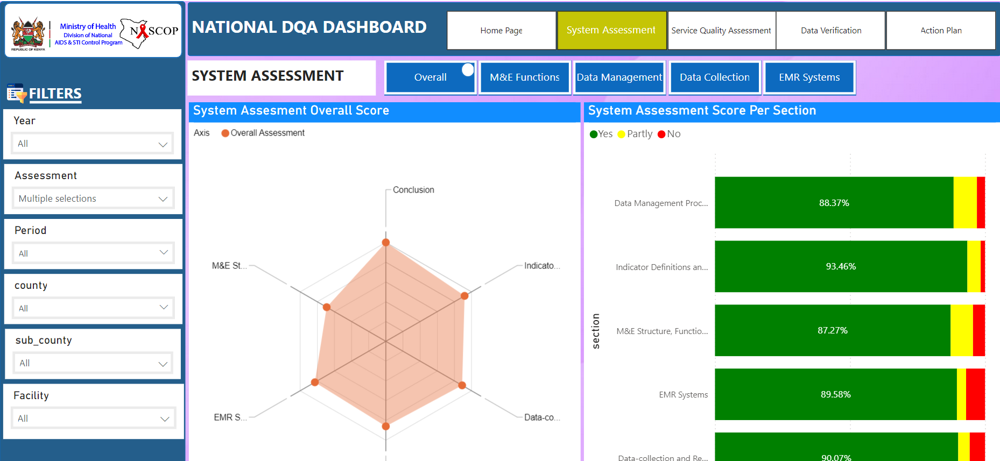 Ministry of Health
Division of National
AIDS & STI Control Program
REPUBLIC OF KENYA
NASCOP
NATIONAL DQA DASHBOARD
Home Page
System Assessment
Service Quality Assessment
Data Verification
Action Plan
SYSTEM ASSESSMENT
Overall
M&E Functions
Data Management
Data Collection
EMR Systems
FILTERS
Year
All
Assessment
Multiple selections
Period
All
county
All
sub_county
All
Facility
All
System Assesment Overall Score
Axis
Overall Assessment
Conclusion
M&E St...
Indicato...
EMR S...
Data-co...
System Assessment Score Per Section
Yes
Partly
No
section
Data Management Proc...
88.37%
Indicator Definitions an...
93.46%
M&E Structure, Functio...
87.27%
EMR Systems
89.58%
Data-collection and Re...
90.07%